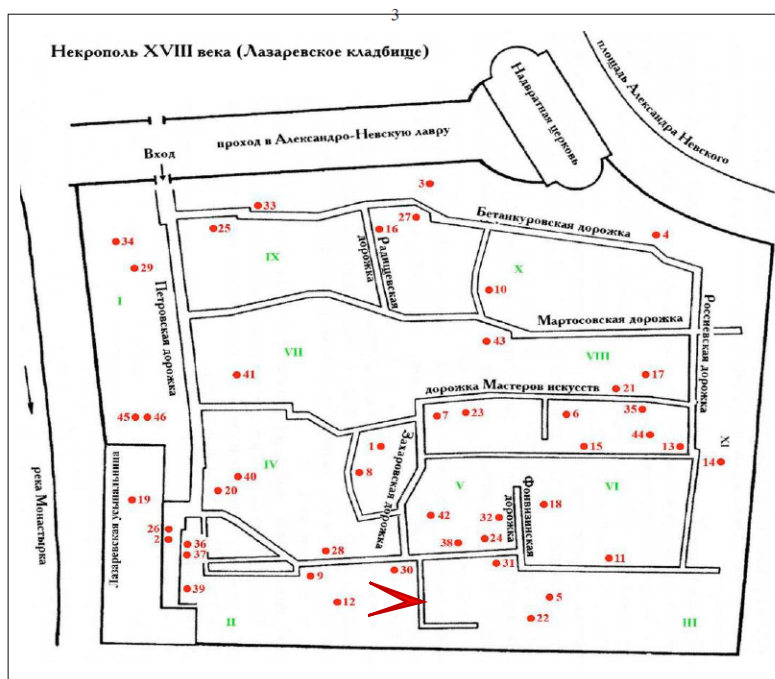 3
Некрополь XVIII века (Лазаревское кладбище)
площадь Александра Невского
Надвратная церковь
проход в Александро-Невскую лавру
Вход
3
33
27
Бетанкуровская дорожка
25
16
4
34
Радищевская
дорожка
IX
29
X
10
I
Петровская дорожка
Россиевская дорожка
Мартосовская дорожка
43
VII
VIII
41
17
21
дорожка Мастеров искусств
45
46
7
23
6
35
44
1
Захаровская дорожка
15
13
XI
8
14
IV
40
20
V
VI
Лазаревская усыпальница
19
Фонвизинская
дорожка
18
42
32
река Монастырка
26
2
36
24
38
37
28
11
31
9
30
39
12
5
22
II
III